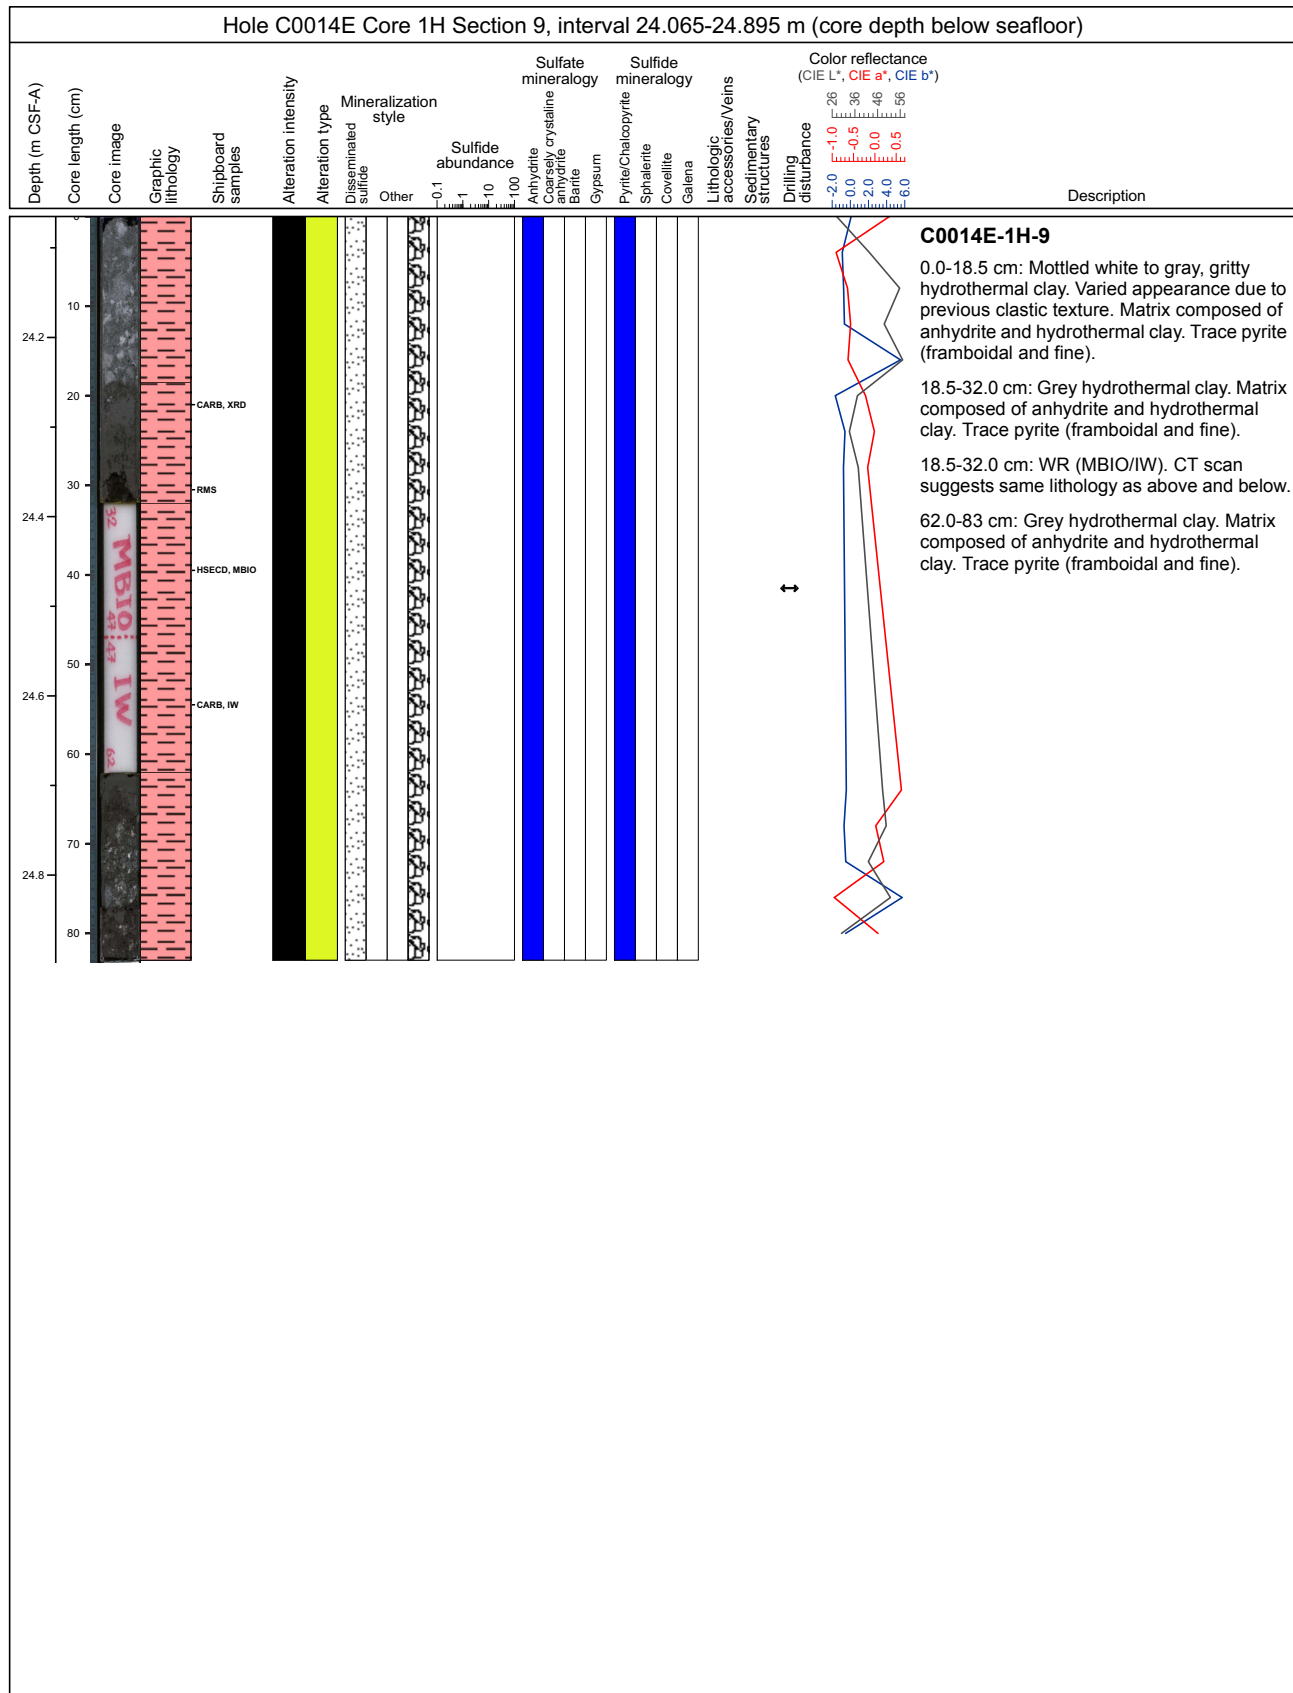 Hole C0014E Core 1H Section 9, interval 24.065-24.895 m (core depth below seafloor)
Depth (m CSF-A)
Core length (cm)
Core image
Graphic
lithology
Shipboard
samples
Alteration intensity
Alteration type
Mineralization
style
Disseminated
sulfide
Other
Sulfide
abundance
0.1
1
10
100
Sulfate
mineralogy
Anhydrite
Coarsely crystaline
anhydrite
Barite
Gypsum
Sulfide
mineralogy
Pyrite/Chalcopyrite
Sphalerite
Covellite
Galena
Lithologic
accessories/Veins
Sedimentary
structures
Drilling
disturbance
Color reflectance
(CIE L*, CIE a*, CIE b*)
26 36 46 56
-1.0 -0.5 0.0 0.5
-2.0 0.0 2.0 4.0 6.0
Description
0
10
20
30
40
50
60
70
80
24.2
24.4
24.6
24.8
32
MBIO
47
47
IW
62
CARB, XRD
RMS
HSECD, MBIO
CARB, IW
C0014E-1H-9
0.0-18.5 cm: Mottled white to gray, gritty
hydrothermal clay. Varied appearance due to
previous clastic texture. Matrix composed of
anhydrite and hydrothermal clay. Trace pyrite
(framboidal and fine).
18.5-32.0 cm: Grey hydrothermal clay. Matrix
composed of anhydrite and hydrothermal
clay. Trace pyrite (framboidal and fine).
18.5-32.0 cm: WR (MBIO/IW). CT scan
suggests same lithology as above and below.
62.0-83 cm: Grey hydrothermal clay. Matrix
composed of anhydrite and hydrothermal
clay. Trace pyrite (framboidal and fine).